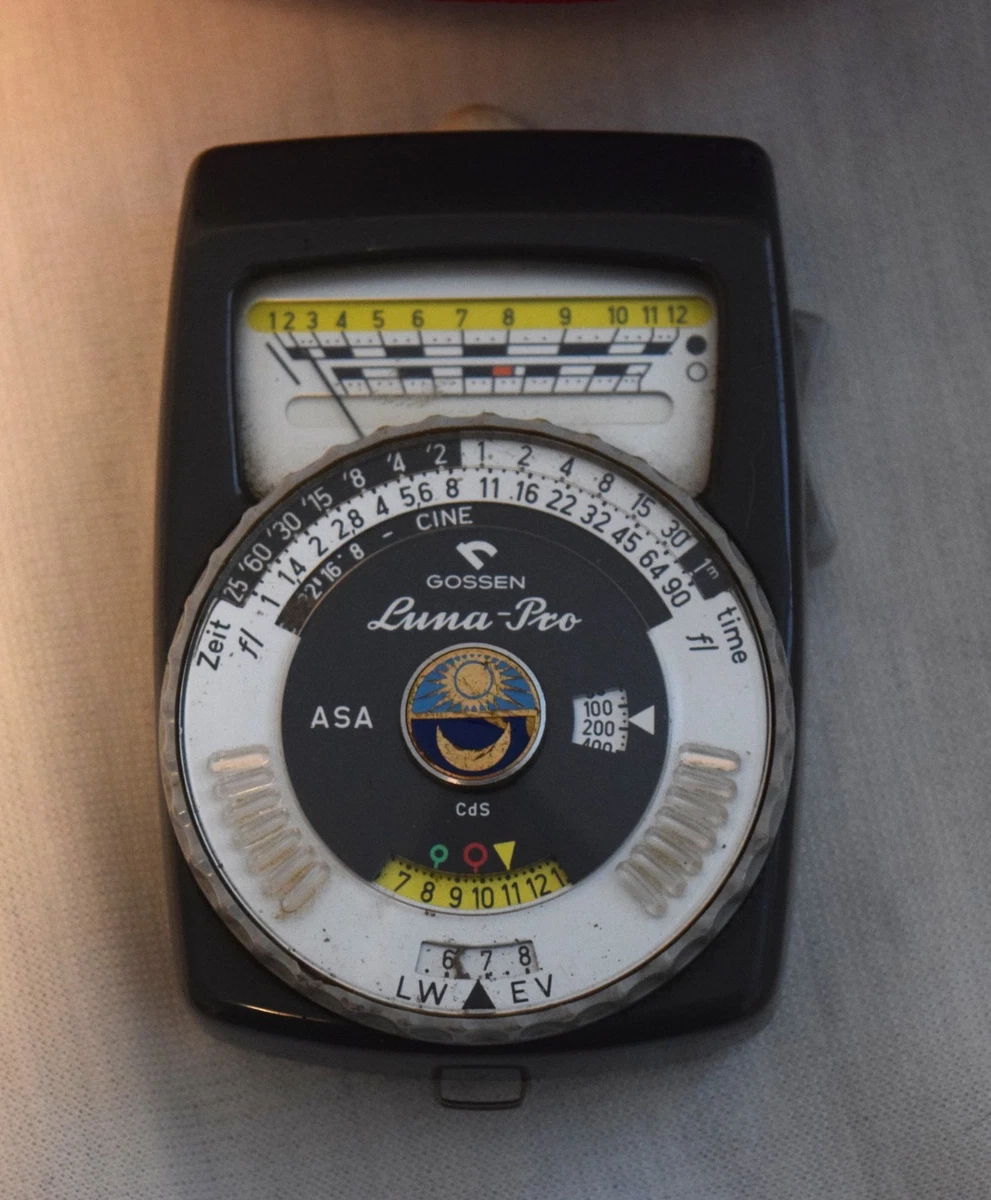 1 2 3 4 5 6 7 8 9 10 11 12
'25 '60 '30 '15 '8 '4 '2 1 2 4 8 15 30 1m
1 1,4 2 2,8 4 5,6 8 11 16 22 32 45 64 90
32 16 8 - CINE
Zeit f/
f/ time
GOSSEN
Luna-Pro
ASA
100
200
400
CdS
7 8 9 10 11 12
6 7 8
LW EV